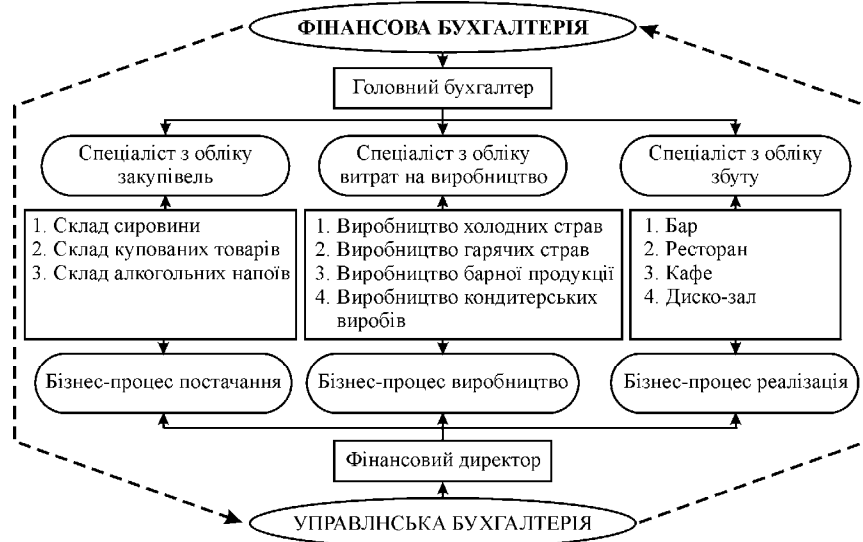 ФІНАНСОВА БУХГАЛТЕРІЯ
Головний бухгалтер
Спеціаліст з обліку
закупівель
Спеціаліст з обліку
витрат на виробництво
Спеціаліст з обліку
збуту
1. Склад сировини
2. Склад купованих товарів
3. Склад алкогольних напоїв
1. Виробництво холодних страв
2. Виробництво гарячих страв
3. Виробництво барної продукції
4. Виробництво кондитерських
виробів
1. Бар
2. Ресторан
3. Кафе
4. Диско-зал
Бізнес-процес постачання
Бізнес-процес виробництво
Бізнес-процес реалізація
Фінансовий директор
УПРАВЛНСЬКА БУХГАЛТЕРІЯ